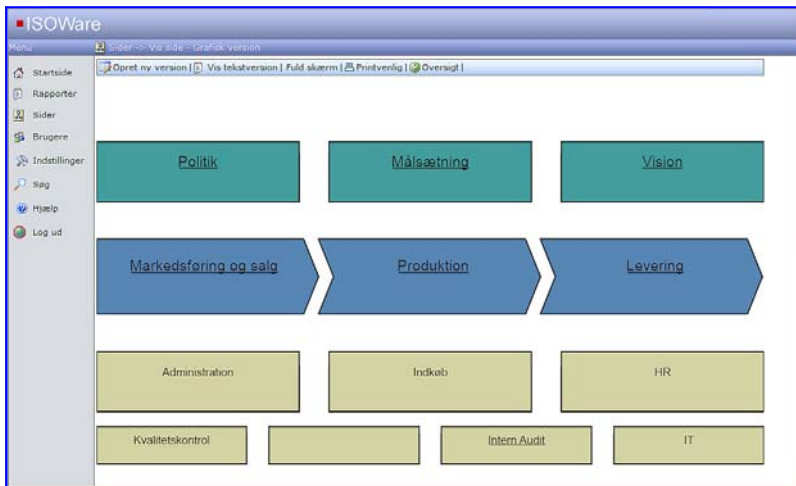 ISOWare
Menu
Sider -> Vis side - Grafisk version
Opret ny version | Vis tekstversion | Fuld skærm | Printvenlig | Oversigt |
Startside
Rapporter
Sider
Brugere
Indstillinger
Søg
Hjælp
Log ud
Politik
Målsætning
Vision
Markedsføring og salg
Produktion
Levering
Administration
Indkøb
HR
Kvalitetskontrol
Intern Audit
IT